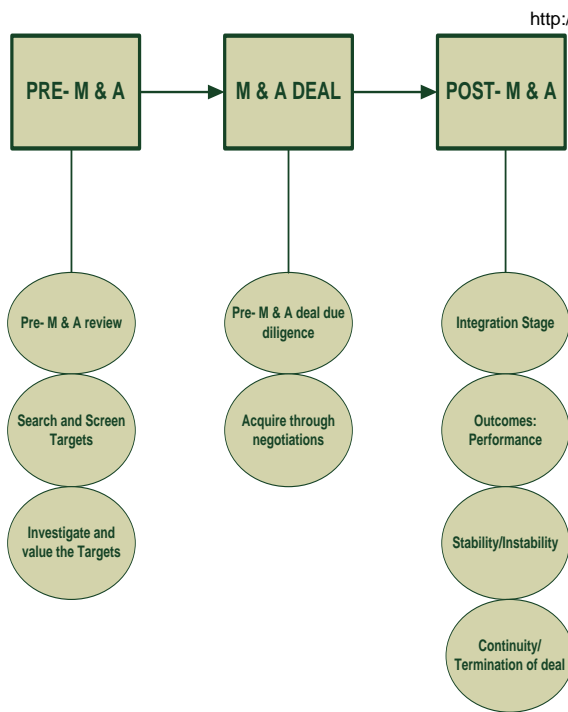 http:/
PRE- M & A
M & A DEAL
POST- M & A
Pre- M & A review
Search and Screen
Targets
Investigate and
value the Targets
Pre- M & A deal due
diligence
Acquire through
negotiations
Integration Stage
Outcomes:
Performance
Stability/Instability
Continuity/
Termination of deal